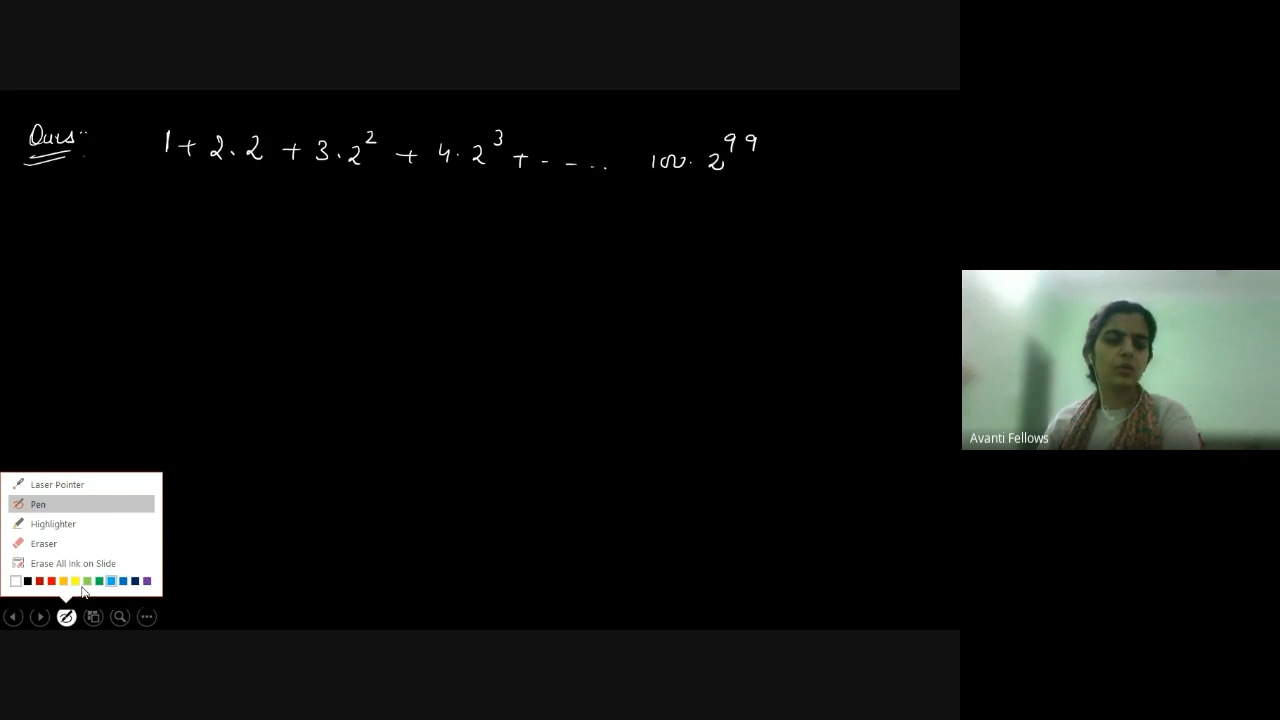 Ques:-
1 + 2.2 + 3.2² + 4.2³ + - - .. 100. 2⁹⁹
Avanti Fellows
Laser Pointer
Pen
Highlighter
Eraser
Erase All Ink on Slide